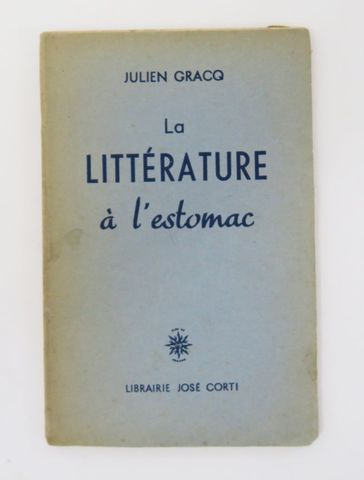 JULIEN GRACQ
La
LITTÉRATURE
à l'estomac
LIBRAIRIE JOSÉ CORTI